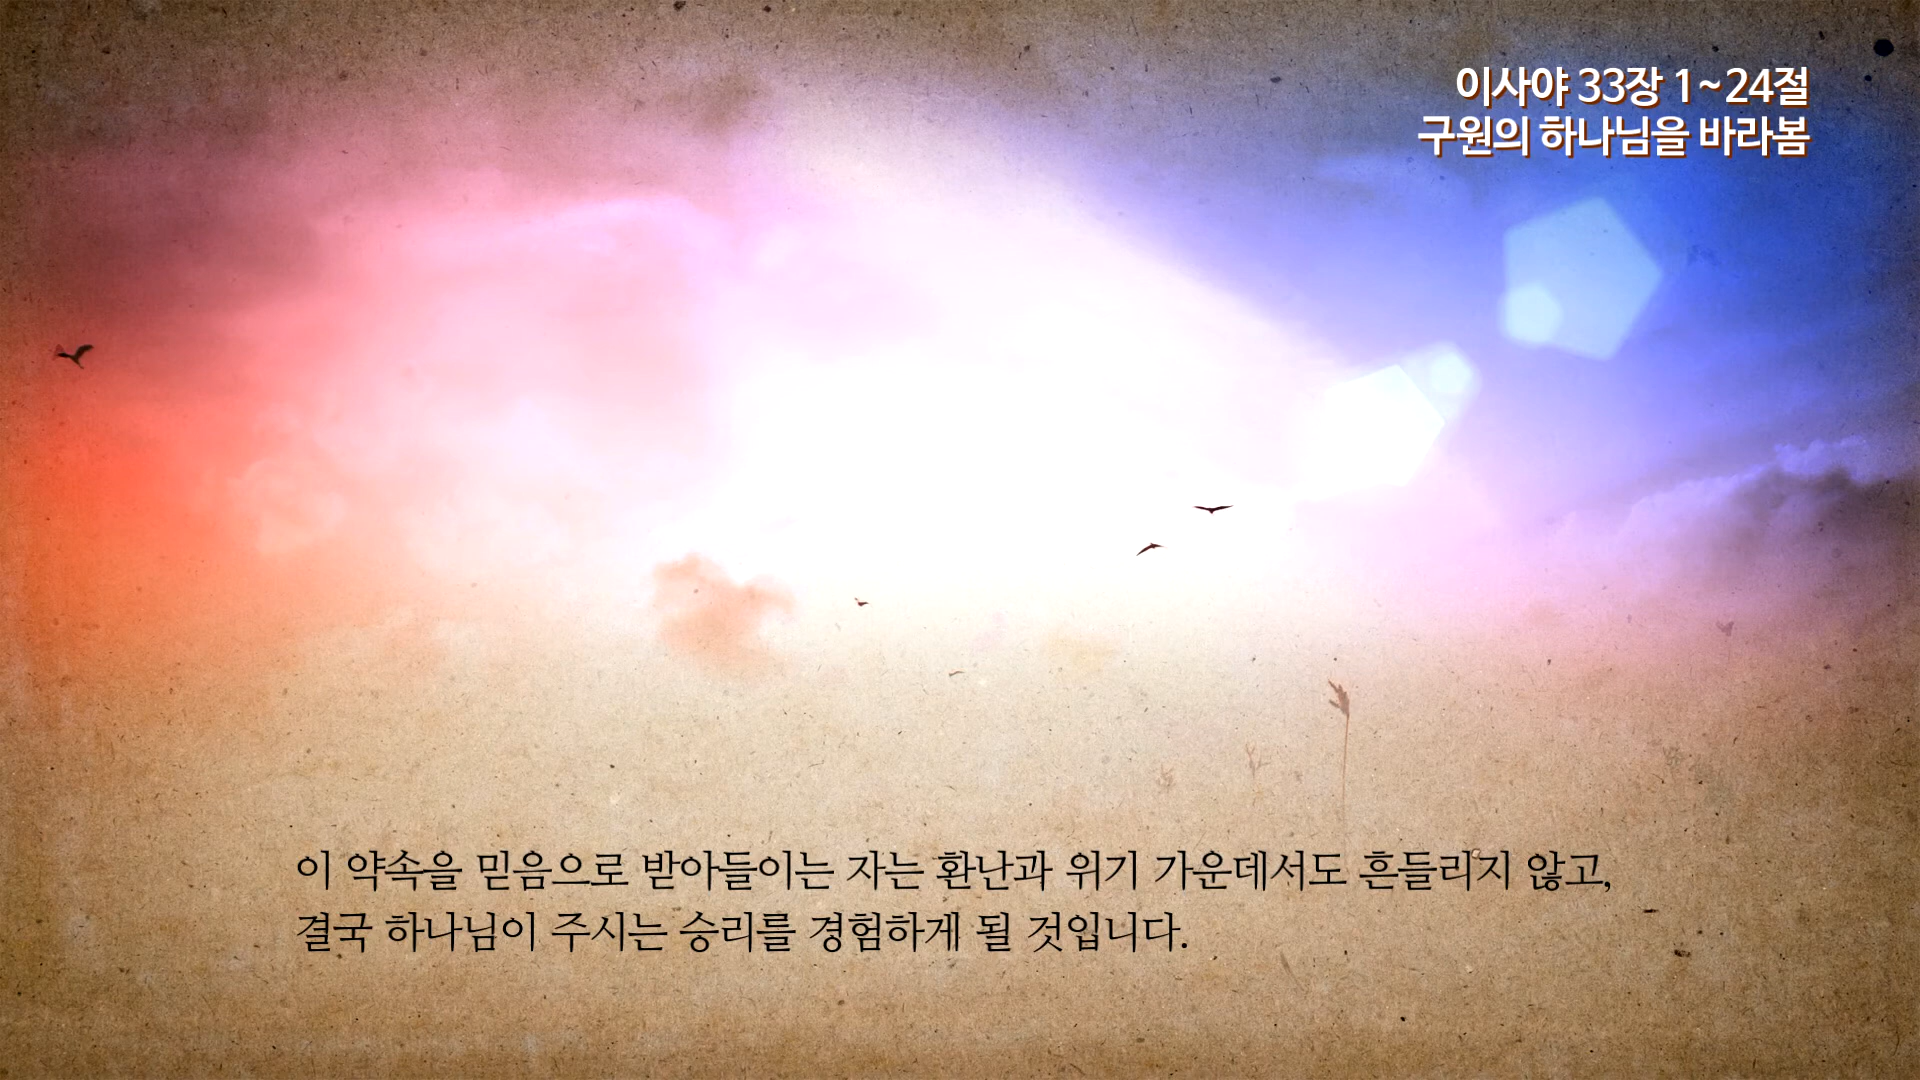 이사야 33장 1~24절
구원의 하나님을 바라봄
이 약속을 믿음으로 받아들이는 자는 환난과 위기 가운데서도 흔들리지 않고,
결국 하나님이 주시는 승리를 경험하게 될 것입니다.